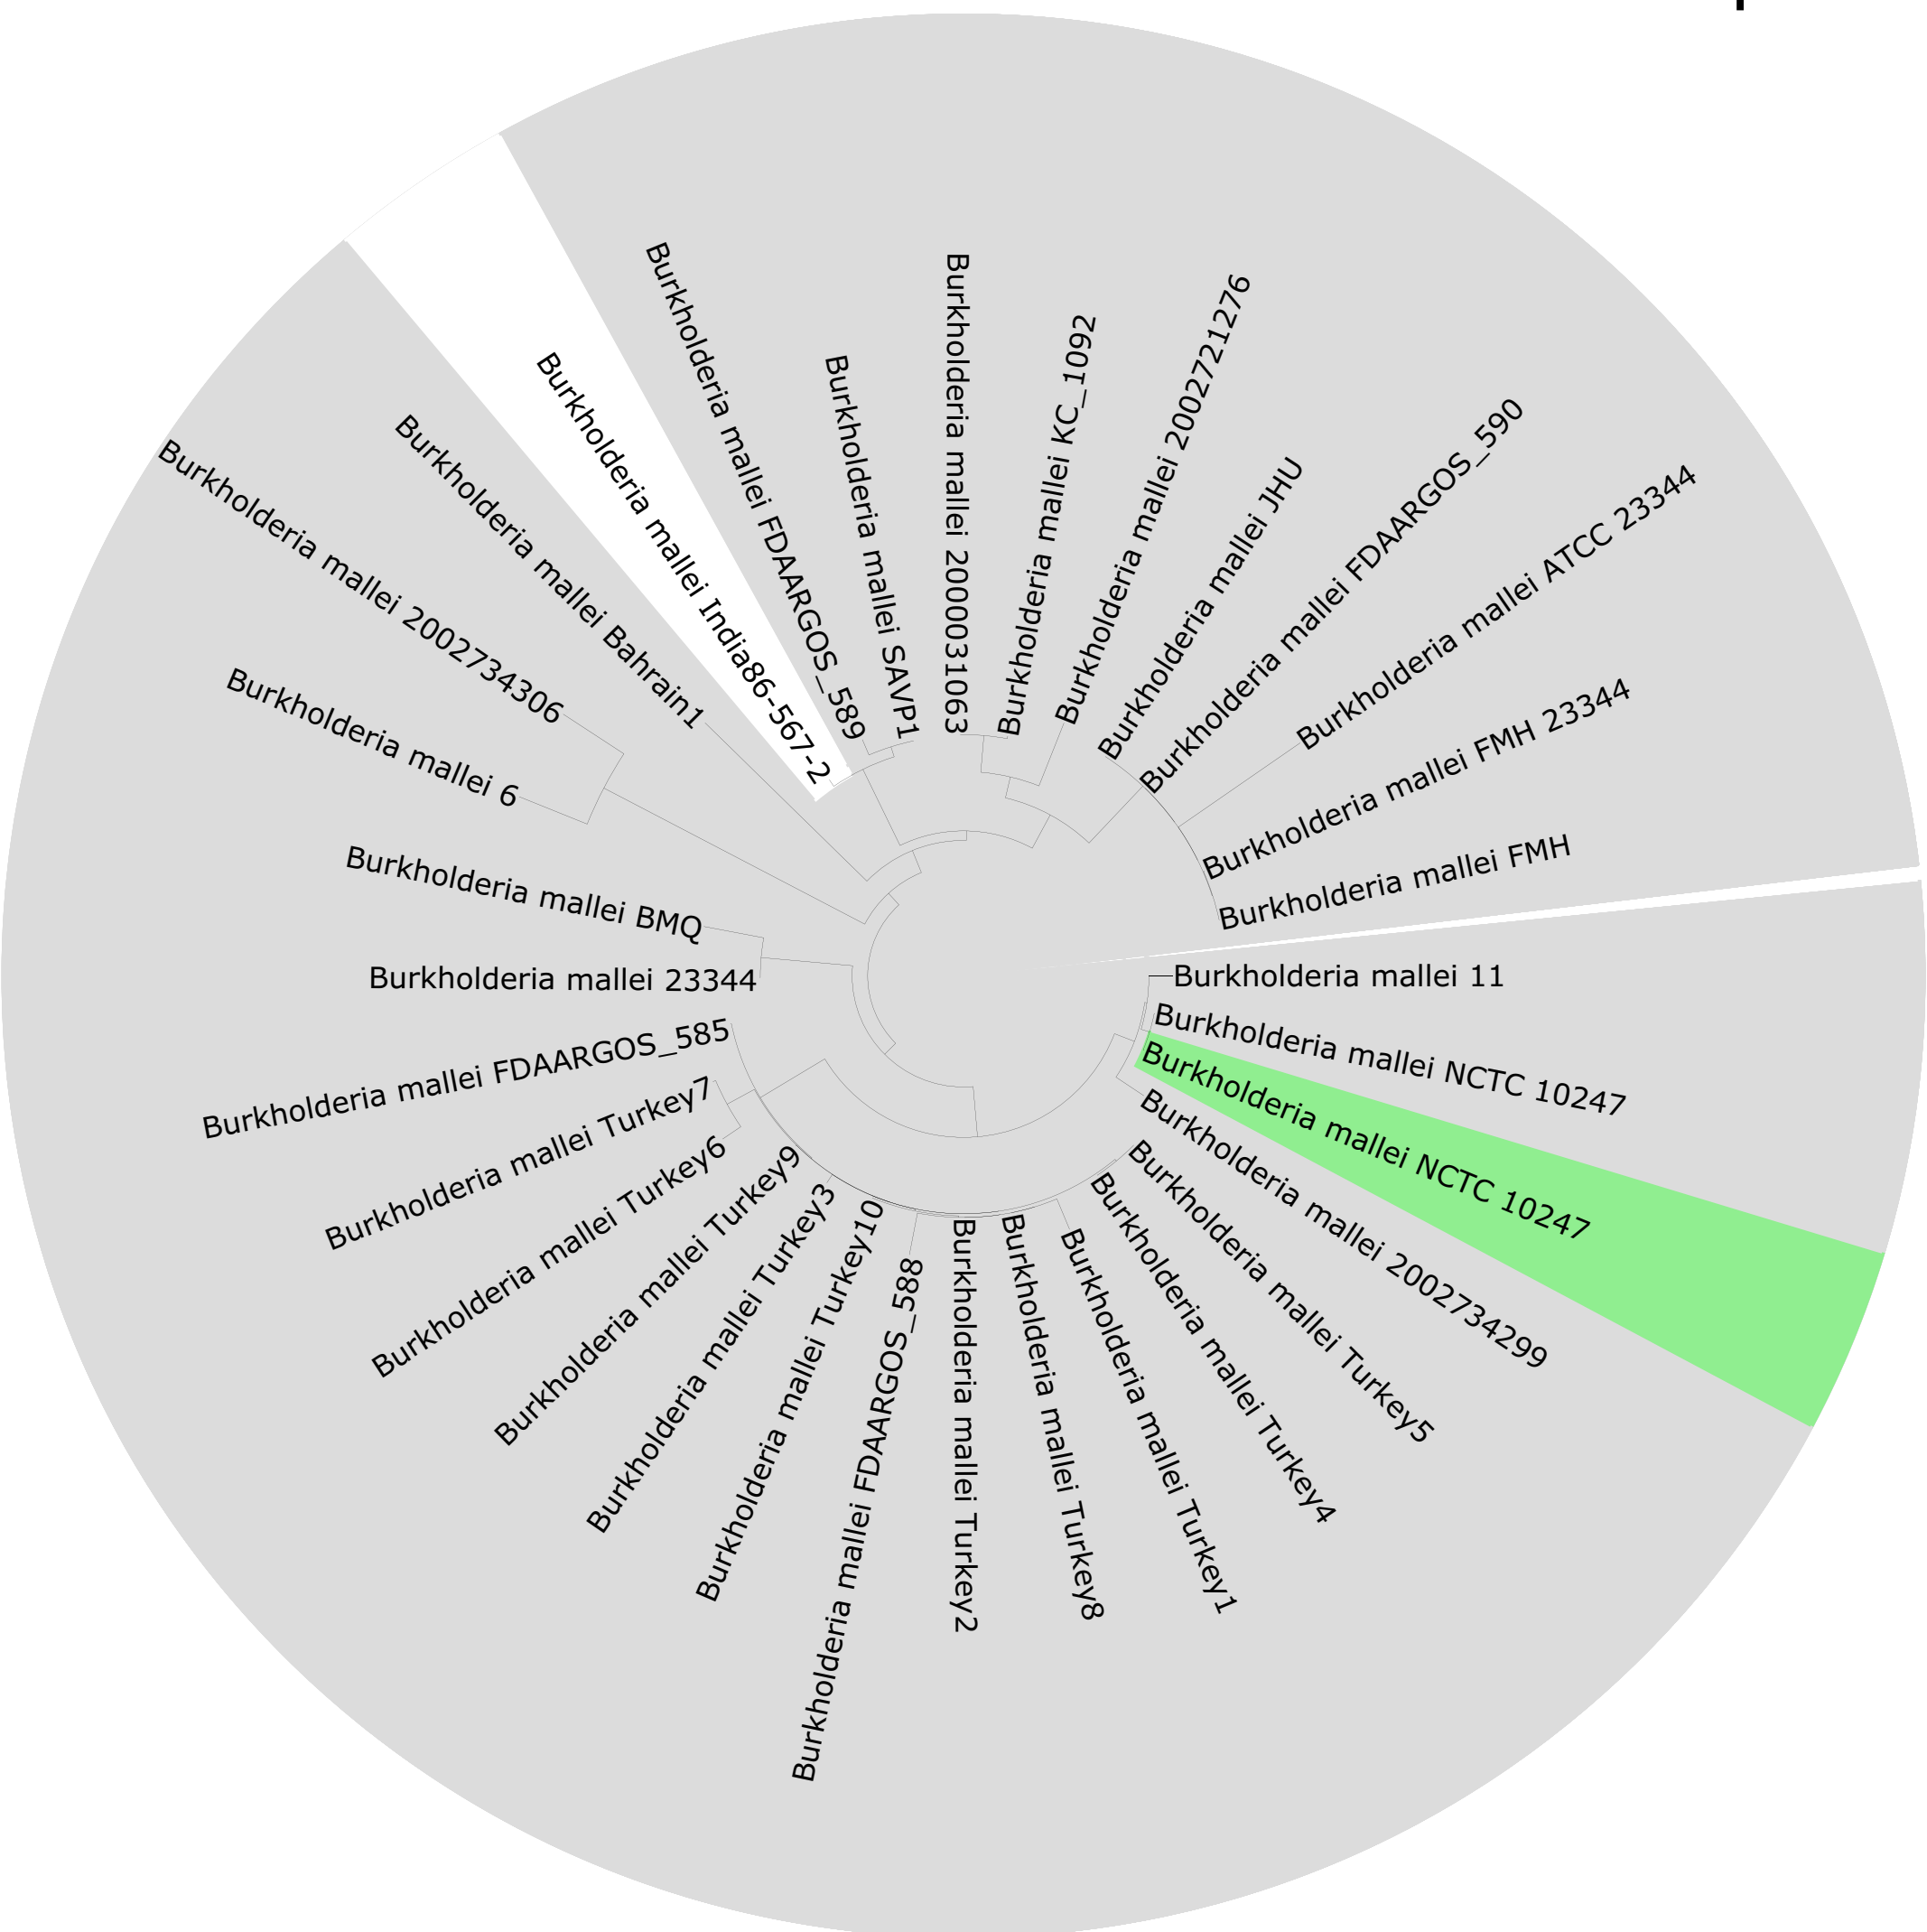 Burkholderia mallei FDAARGOS_589
Burkholderia mallei SAVP1
Burkholderia mallei 2000031063
Burkholderia mallei KC_1092
Burkholderia mallei 2002721276
Burkholderia mallei JHU
Burkholderia mallei FDAARGOS_590
Burkholderia mallei ATCC 23344
Burkholderia mallei FMH 23344
Burkholderia mallei FMH
Burkholderia mallei 11
Burkholderia mallei NCTC 10247
Burkholderia mallei NCTC 10247
Burkholderia mallei 2002734299
Burkholderia mallei Turkey5
Burkholderia mallei Turkey4
Burkholderia mallei Turkey1
Burkholderia mallei Turkey8
Burkholderia mallei Turkey2
Burkholderia mallei FDAARGOS_588
Burkholderia mallei Turkey10
Burkholderia mallei Turkey3
Burkholderia mallei Turkey9
Burkholderia mallei Turkey6
Burkholderia mallei Turkey7
Burkholderia mallei FDAARGOS_585
Burkholderia mallei 23344
Burkholderia mallei BMQ
Burkholderia mallei 6
Burkholderia mallei 2002734306
Burkholderia mallei Bahrain1
Burkholderia mallei India86-567-2